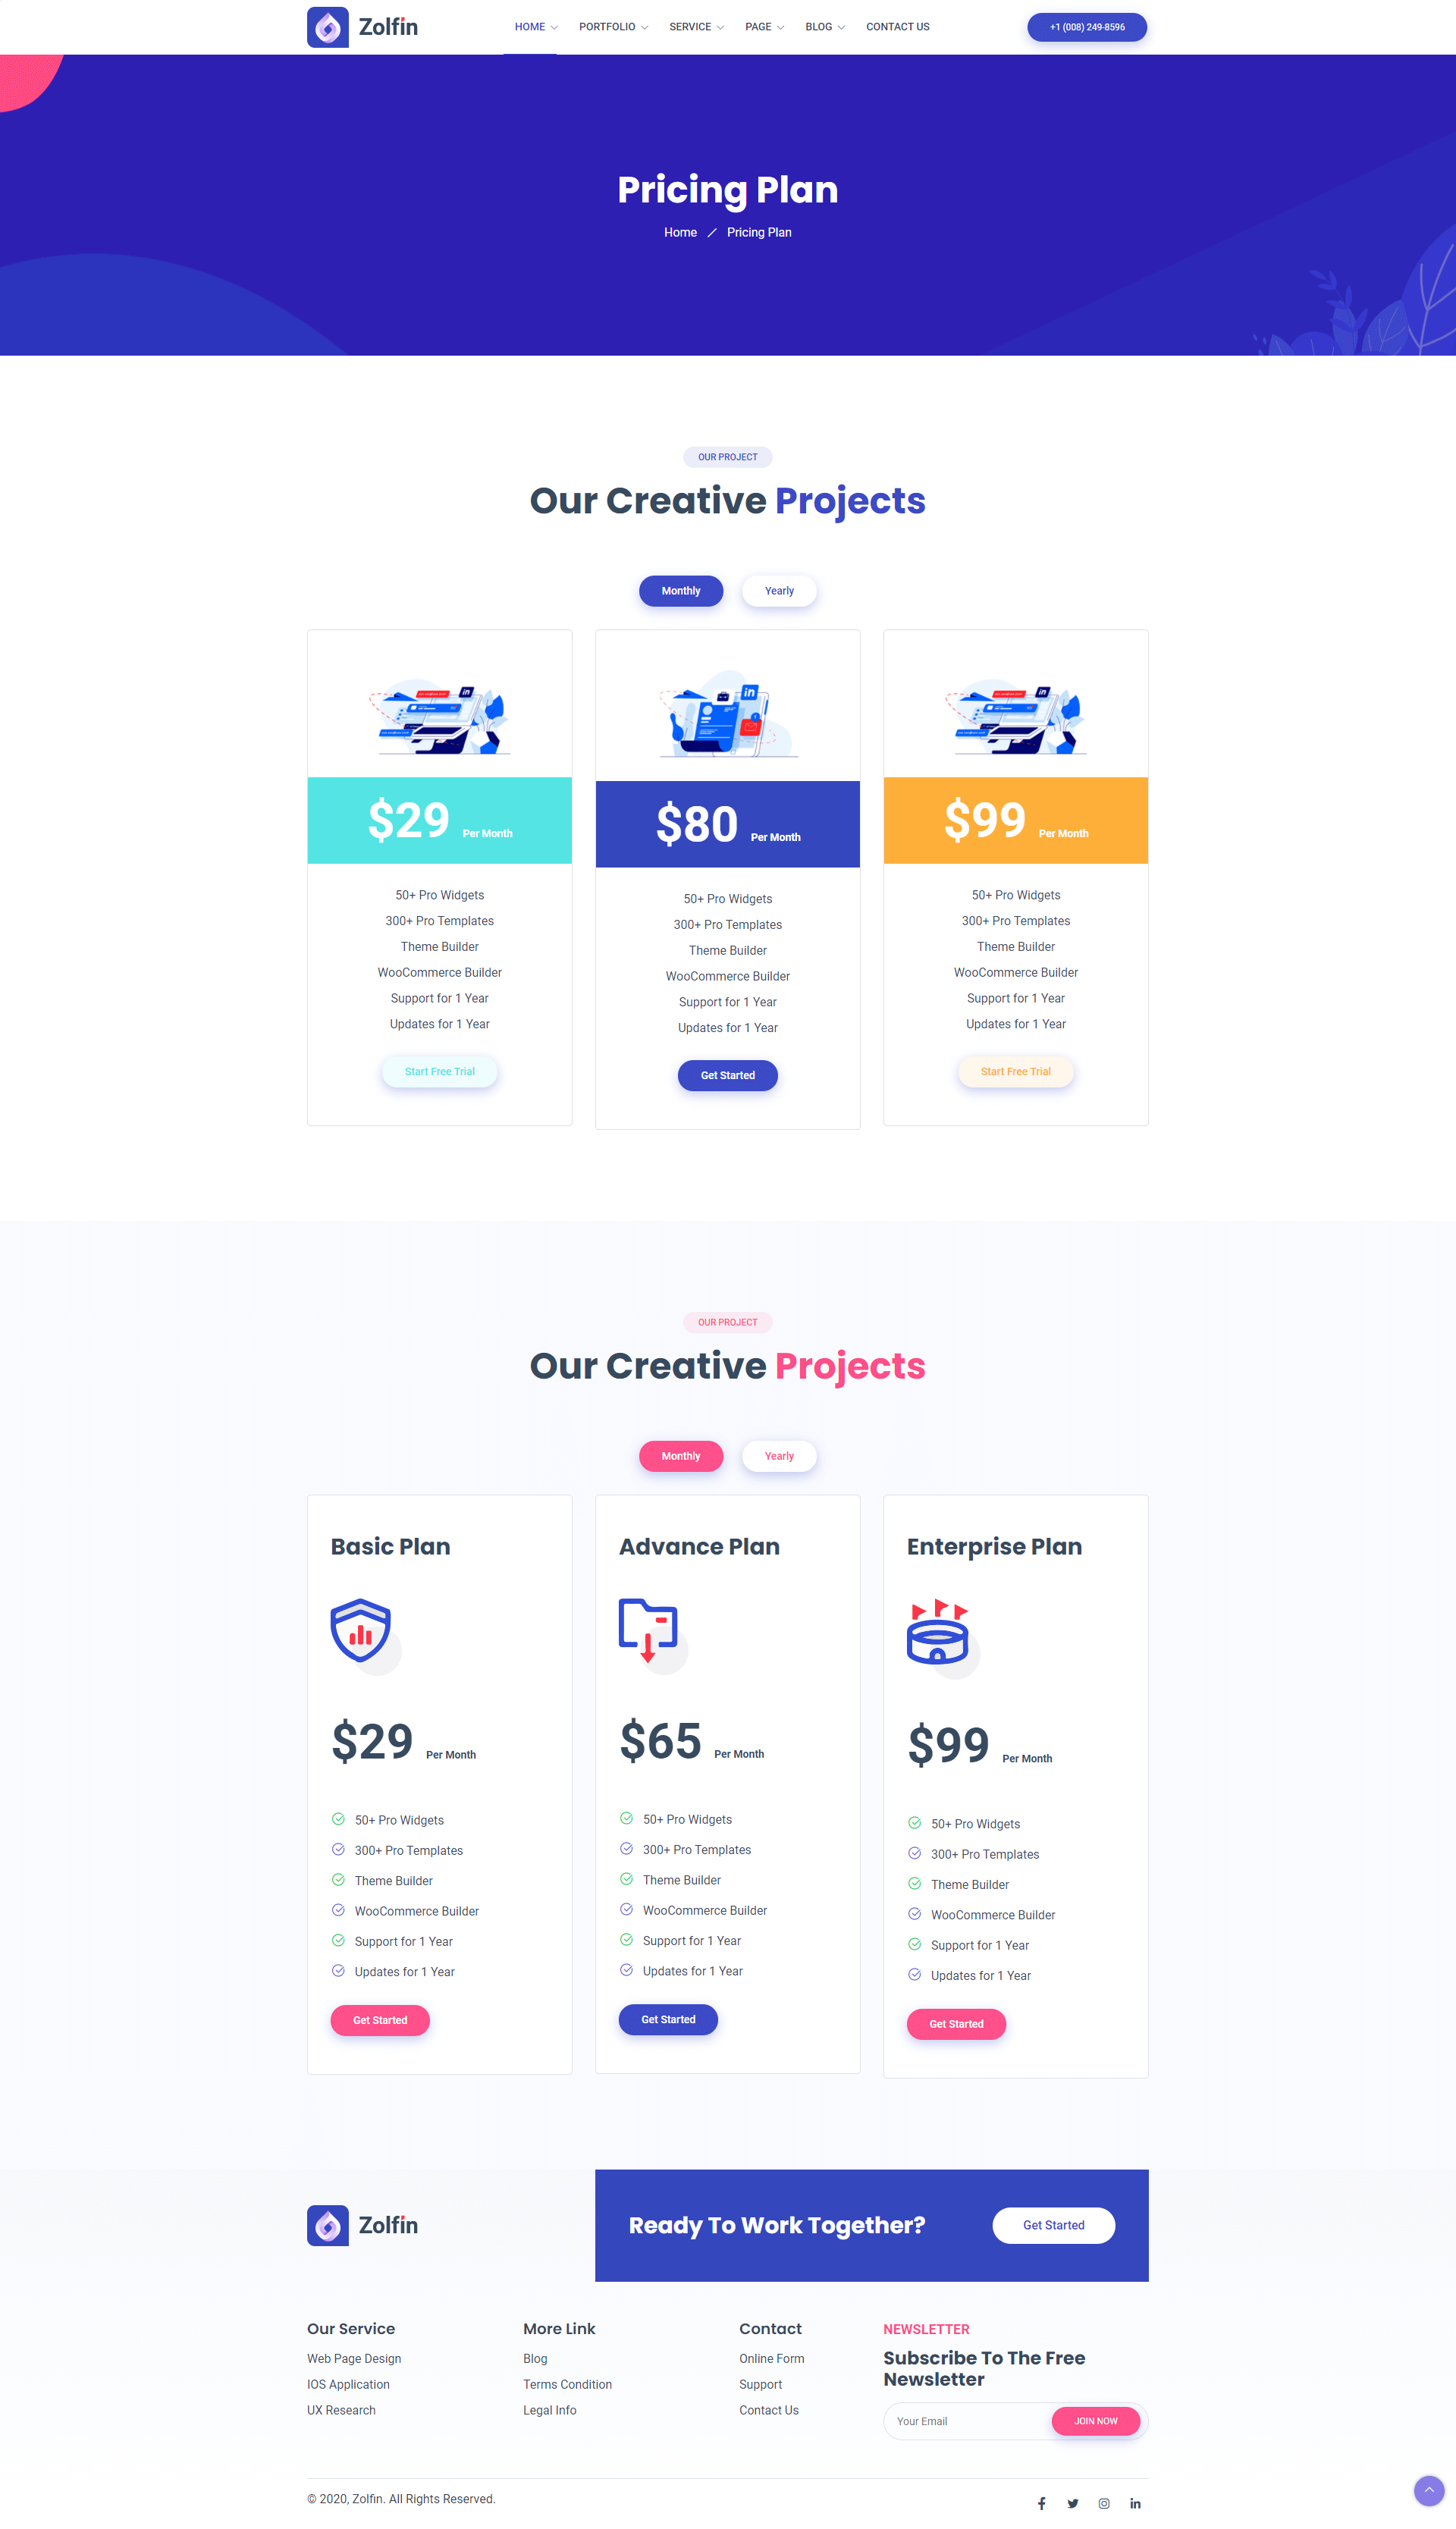 Zolfin
HOME
PORTFOLIO
SERVICE
PAGE
BLOG
CONTACT US
+1 (008) 249-8596
Pricing Plan
Home / Pricing Plan
OUR PROJECT
Our Creative Projects
Monthly
Yearly
in
$29 Per Month
50+ Pro Widgets
300+ Pro Templates
Theme Builder
WooCommerce Builder
Support for 1 Year
Updates for 1 Year
Start Free Trial
in
$80 Per Month
50+ Pro Widgets
300+ Pro Templates
Theme Builder
WooCommerce Builder
Support for 1 Year
Updates for 1 Year
Get Started
in
$99 Per Month
50+ Pro Widgets
300+ Pro Templates
Theme Builder
WooCommerce Builder
Support for 1 Year
Updates for 1 Year
Start Free Trial
OUR PROJECT
Our Creative Projects
Monthly
Yearly
Basic Plan
$29 Per Month
50+ Pro Widgets
300+ Pro Templates
Theme Builder
WooCommerce Builder
Support for 1 Year
Updates for 1 Year
Get Started
Advance Plan
$65 Per Month
50+ Pro Widgets
300+ Pro Templates
Theme Builder
WooCommerce Builder
Support for 1 Year
Updates for 1 Year
Get Started
Enterprise Plan
$99 Per Month
50+ Pro Widgets
300+ Pro Templates
Theme Builder
WooCommerce Builder
Support for 1 Year
Updates for 1 Year
Get Started
Zolfin
Ready To Work Together?
Get Started
Our Service
Web Page Design
IOS Application
UX Research
More Link
Blog
Terms Condition
Legal Info
Contact
Online Form
Support
Contact Us
NEWSLETTER
Subscribe To The Free
Newsletter
Your Email
JOIN NOW
© 2020, Zolfin. All Rights Reserved.